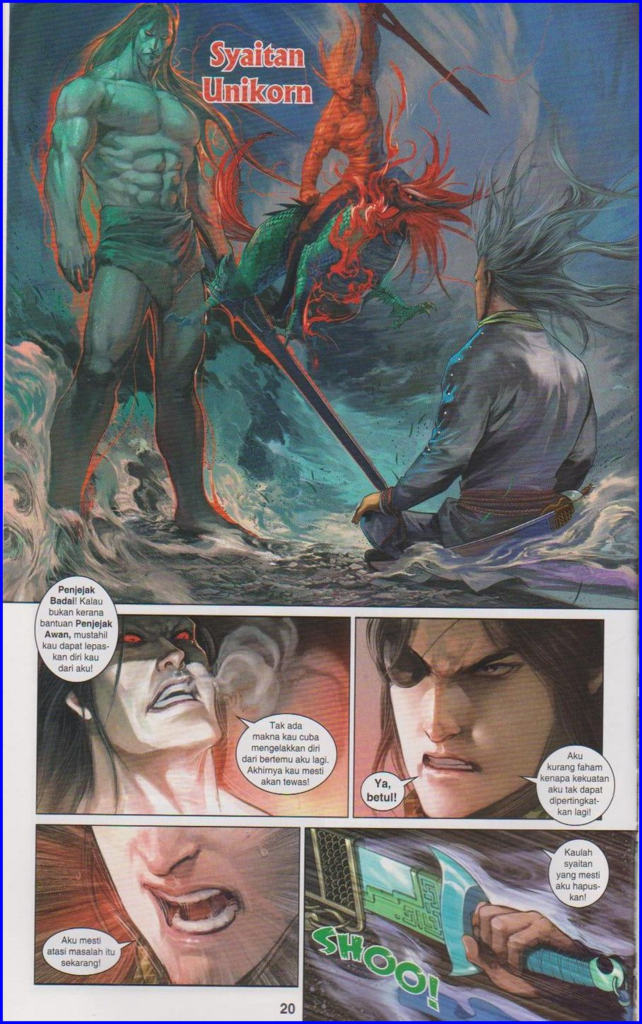 Syaitan
Unikorn
Penjejak
Badai! Kalau
bukan kerana
bantuan Penjejak
Awan, mustahil
kau dapat lepas-
kan diri kau
dari aku!
Tak ada
makna kau cuba
mengelakkan diri
dari bertemu aku lagi.
Akhirnya kau mesti
akan tewas!
Ya,
betul!
Aku
kurang faham
kenapa kekuatan
aku tak dapat
dipertingkat-
kan lagi!
Aku mesti
atasi masalah itu
sekarang!
Kaulah
syaitan
yang mesti
aku hapus-
kan!
SHOO!
20